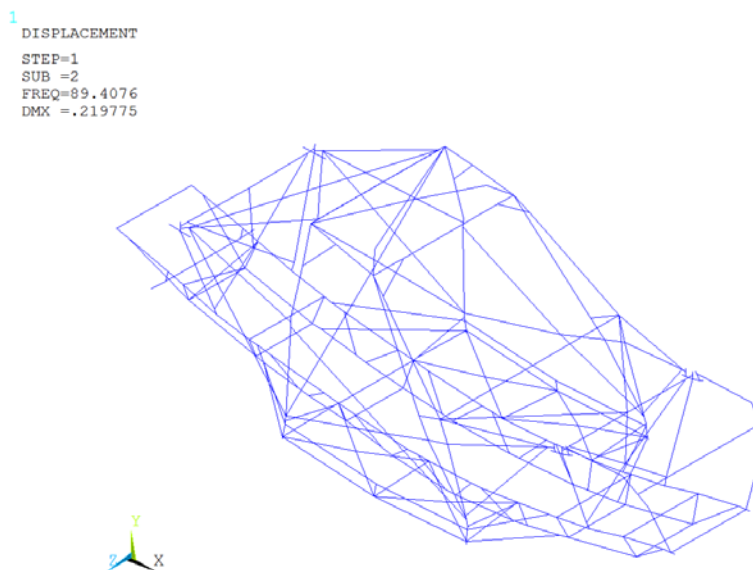 1
DISPLACEMENT
STEP=1
SUB =2
FREQ=89.4076
DMX =.219775
Y
Z
X